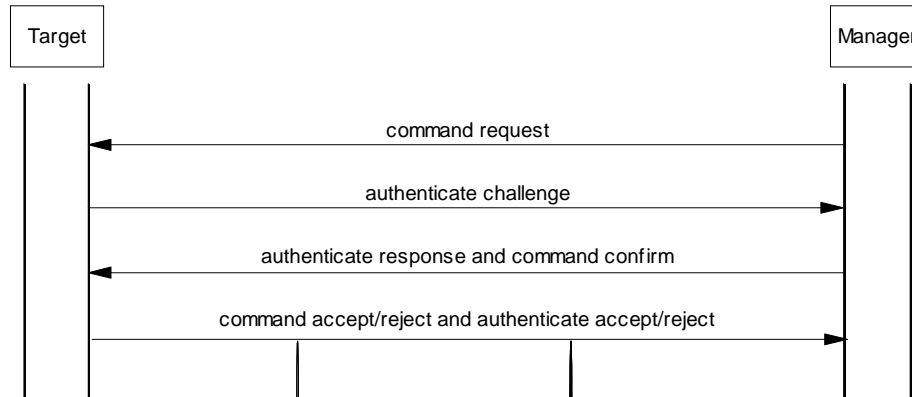 Target
Manager
command request
authenticate challenge
authenticate response and command confirm
command accept/reject and authenticate accept/reject